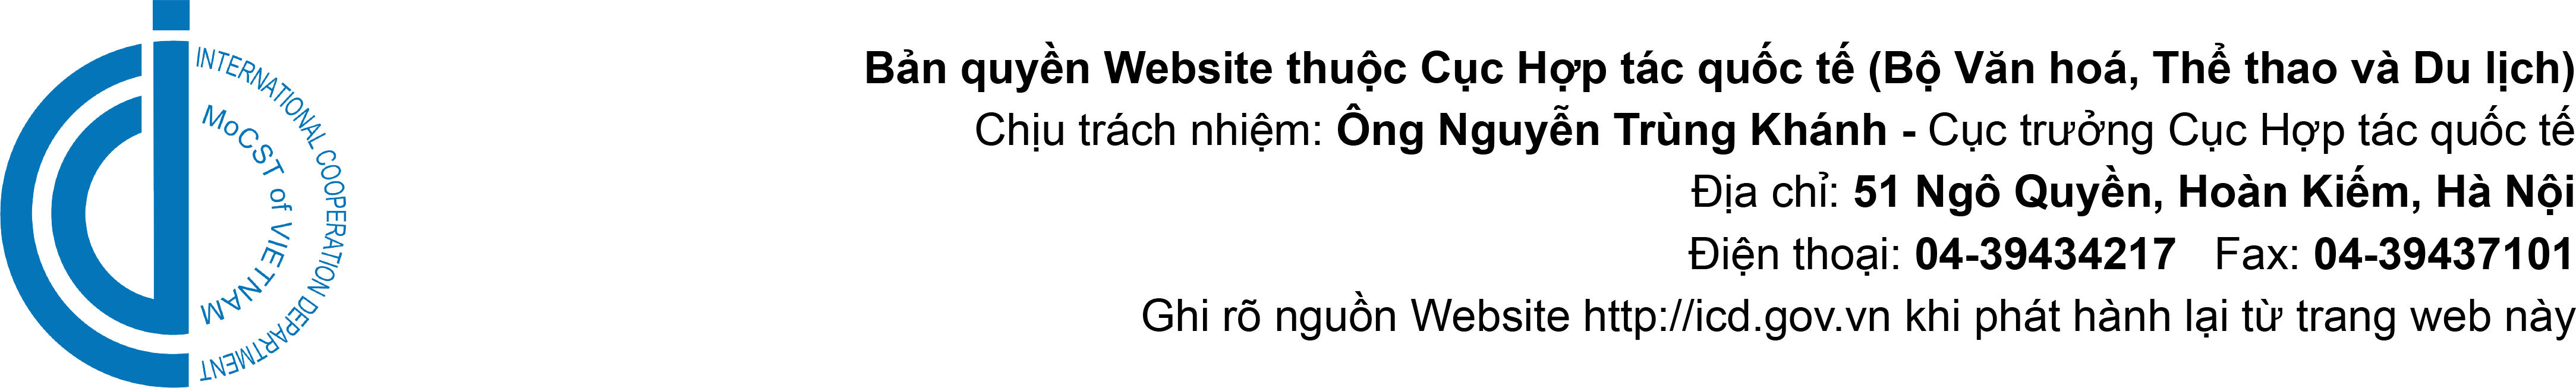 INTERNATIONAL COOPERATION DEPARTMENT
MoCST of VIETNAM
Bản quyền Website thuộc Cục Hợp tác quốc tế (Bộ Văn hoá, Thể thao và Du lịch)
Chịu trách nhiệm: Ông Nguyễn Trùng Khánh - Cục trưởng Cục Hợp tác quốc tế
Địa chỉ: 51 Ngô Quyền, Hoàn Kiếm, Hà Nội
Điện thoại: 04-39434217 Fax: 04-39437101
Ghi rõ nguồn Website http://icd.gov.vn khi phát hành lại từ trang web này